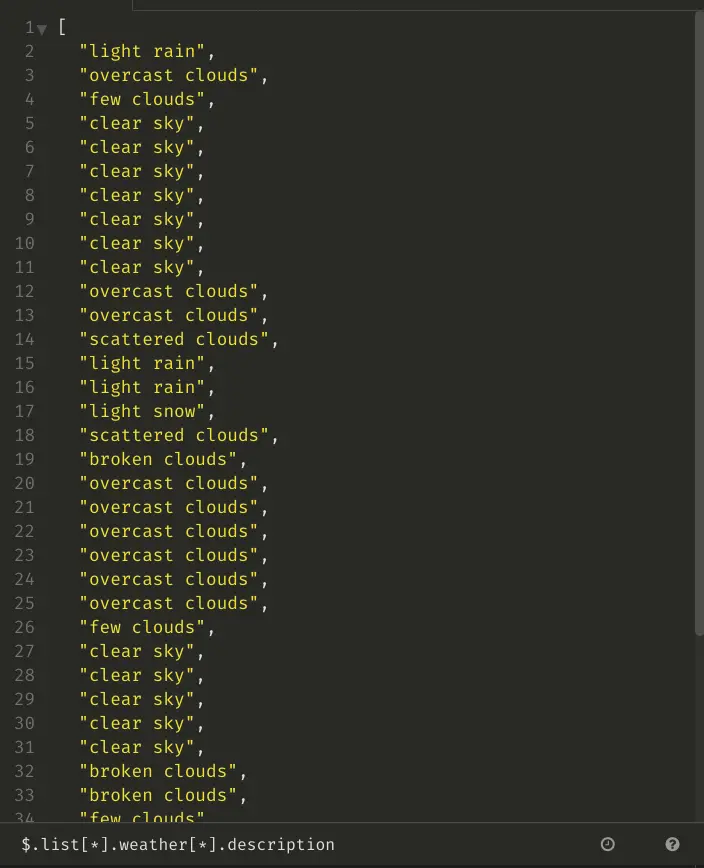 1 [
2 "light rain",
3 "overcast clouds",
4 "few clouds",
5 "clear sky",
6 "clear sky",
7 "clear sky",
8 "clear sky",
9 "clear sky",
10 "clear sky",
11 "clear sky",
12 "overcast clouds",
13 "overcast clouds",
14 "scattered clouds",
15 "light rain",
16 "light rain",
17 "light snow",
18 "scattered clouds",
19 "broken clouds",
20 "overcast clouds",
21 "overcast clouds",
22 "overcast clouds",
23 "overcast clouds",
24 "overcast clouds",
25 "overcast clouds",
26 "few clouds",
27 "clear sky",
28 "clear sky",
29 "clear sky",
30 "clear sky",
31 "clear sky",
32 "broken clouds",
33 "broken clouds",
34 "few clouds"
$.list[*].weather[*].description